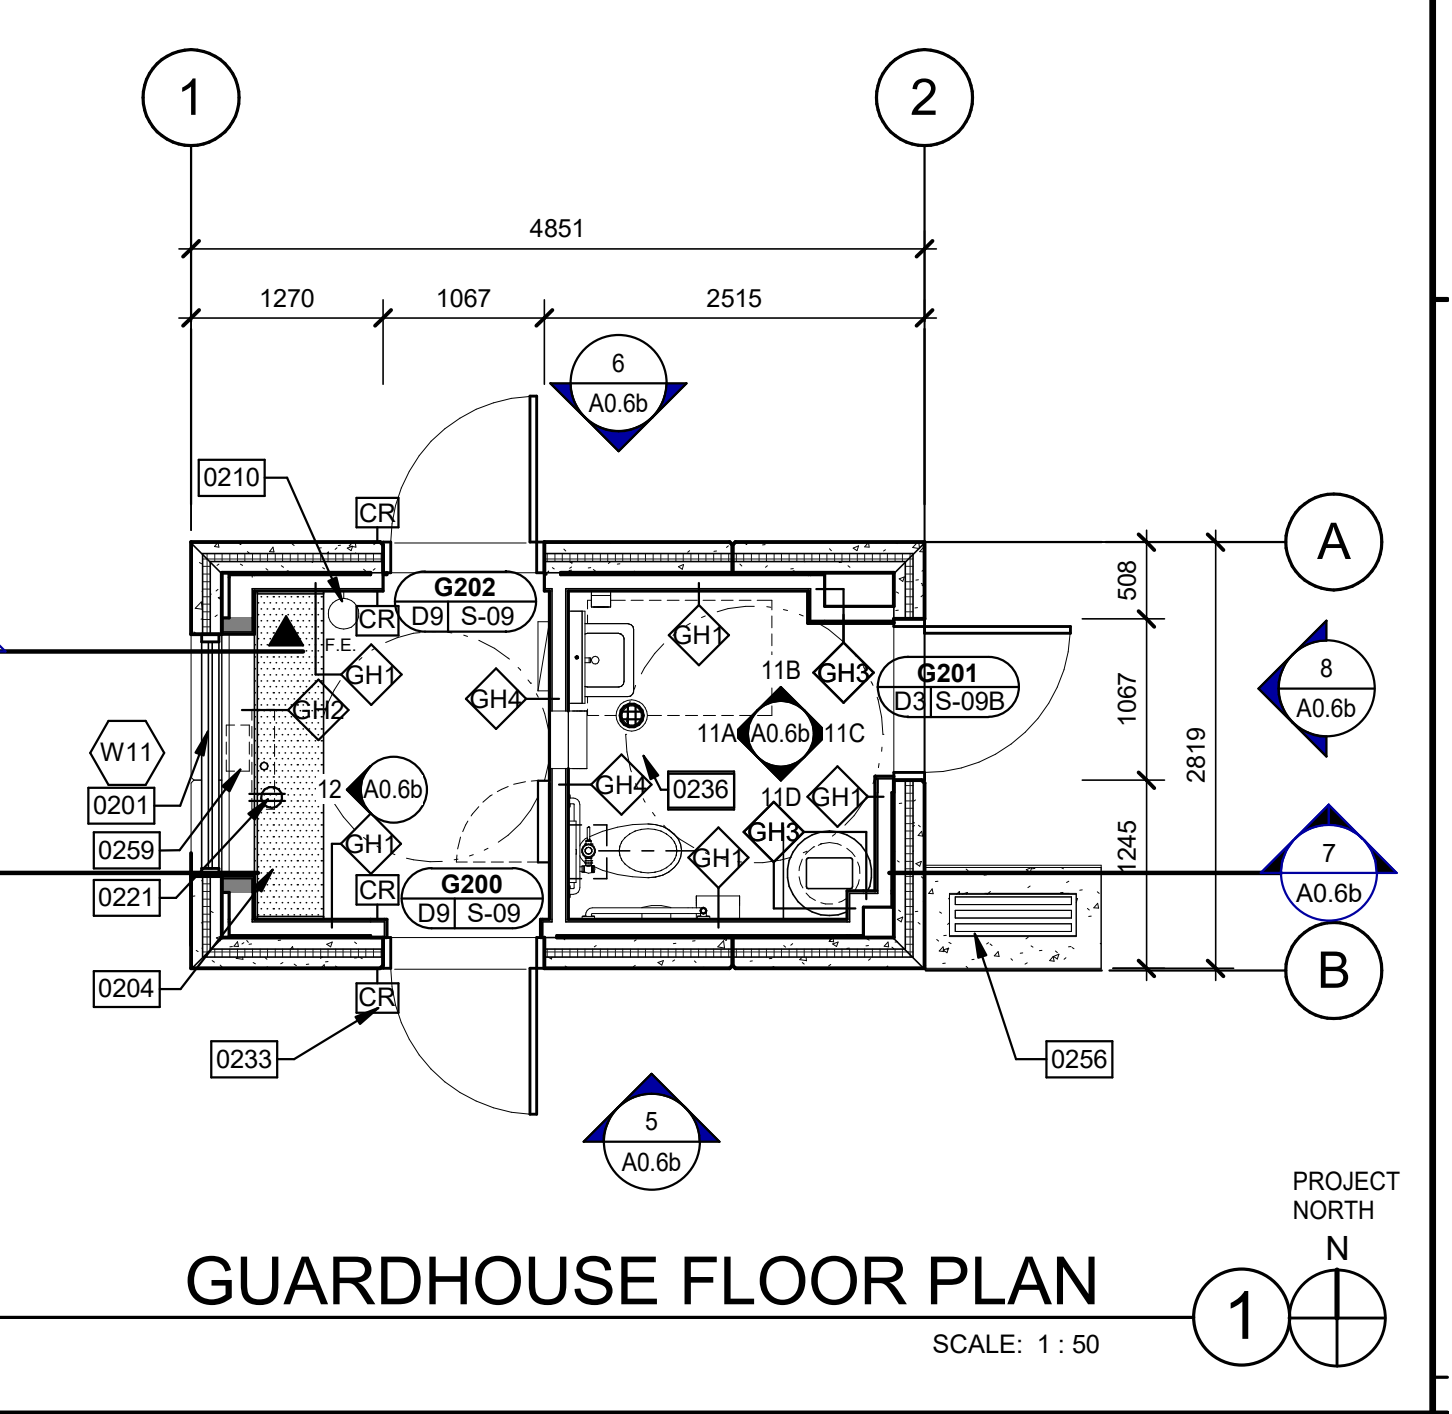 1
2
4851
1270
1067
2515
6
A0.6b
0210
CR
A
G202
D9 S-09
CR
F.E.
508
GH1
11B
GH3
G201
D3 S-09B
8
A0.6b
GH1
GH4
GH2
1067
2819
W11
11A
A0.6b
11C
0201
12
A0.6b
GH4
0236
11D
GH1
GH3
0259
GH1
GH1
1245
7
A0.6b
0221
CR
G200
D9 S-09
0204
CR
B
0233
0256
5
A0.6b
PROJECT
NORTH
N
GUARDHOUSE FLOOR PLAN
1
SCALE: 1 : 50